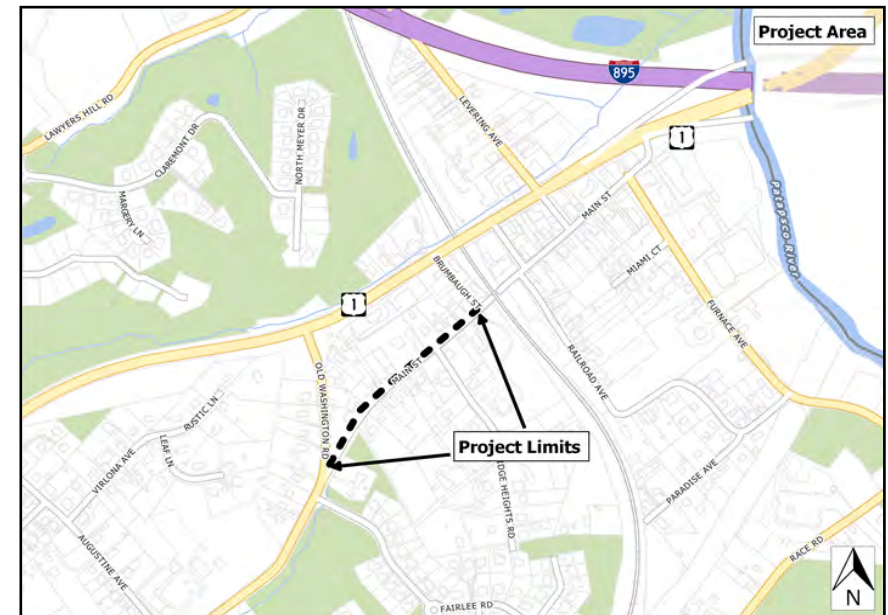 Project Area
895
LAWYERS HILL RD
CLAREMONT DR
NORTH MEYER DR
LEVERING AVE
1
MARGERY LN
MAIN ST
Patapsco River
BRUMBAUGH ST
MIAMI CT
1
FURNACE AVE
MAIN ST
RAILROAD AVE
OLD WASHINGTON RD
RUSTIC LN
LEAF LN
VIRLONA AVE
Project Limits
IDGE HEIGHTS RD
PARADISE AVE
AUGUSTINE AVE
RACE RD
FAIRLEE RD
N